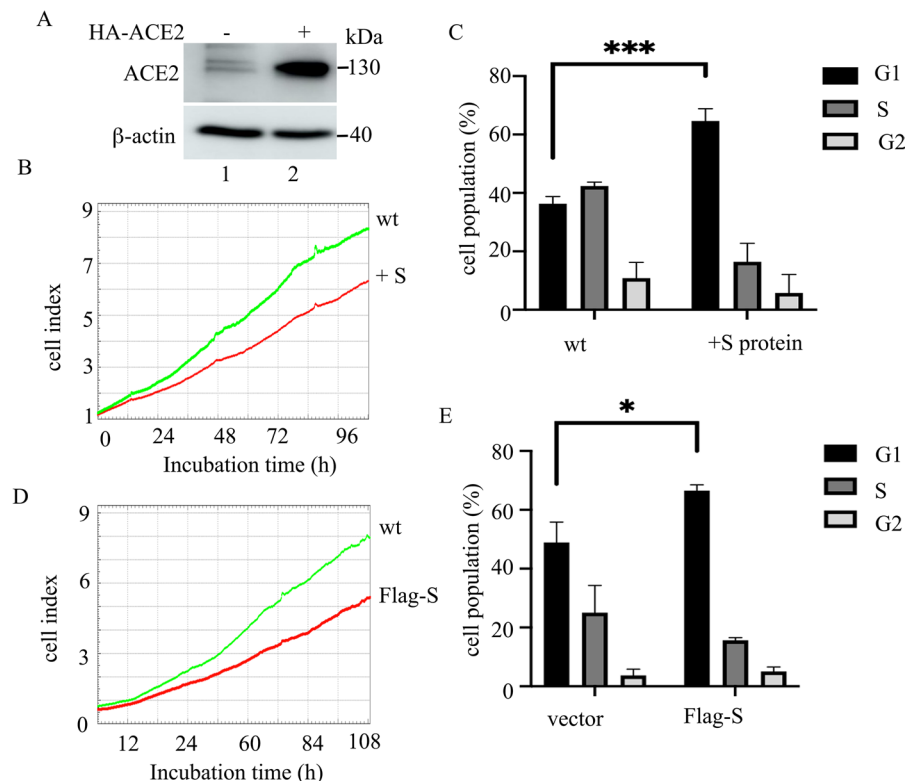 A
HA-ACE2 - + kDa
ACE2 130
β-actin 40
1 2
B
9
7
5
3
1
cell index
wt
+ S
0 24 48 72 96
Incubation time (h)
C
***
80
60
40
20
0
cell population (%)
wt +S protein
G1
S
G2
D
9
6
3
0
cell index
wt
Flag-S
12 24 60 84 108
Incubation time (h)
E
*
80
60
40
20
0
cell population (%)
vector Flag-S
G1
S
G2